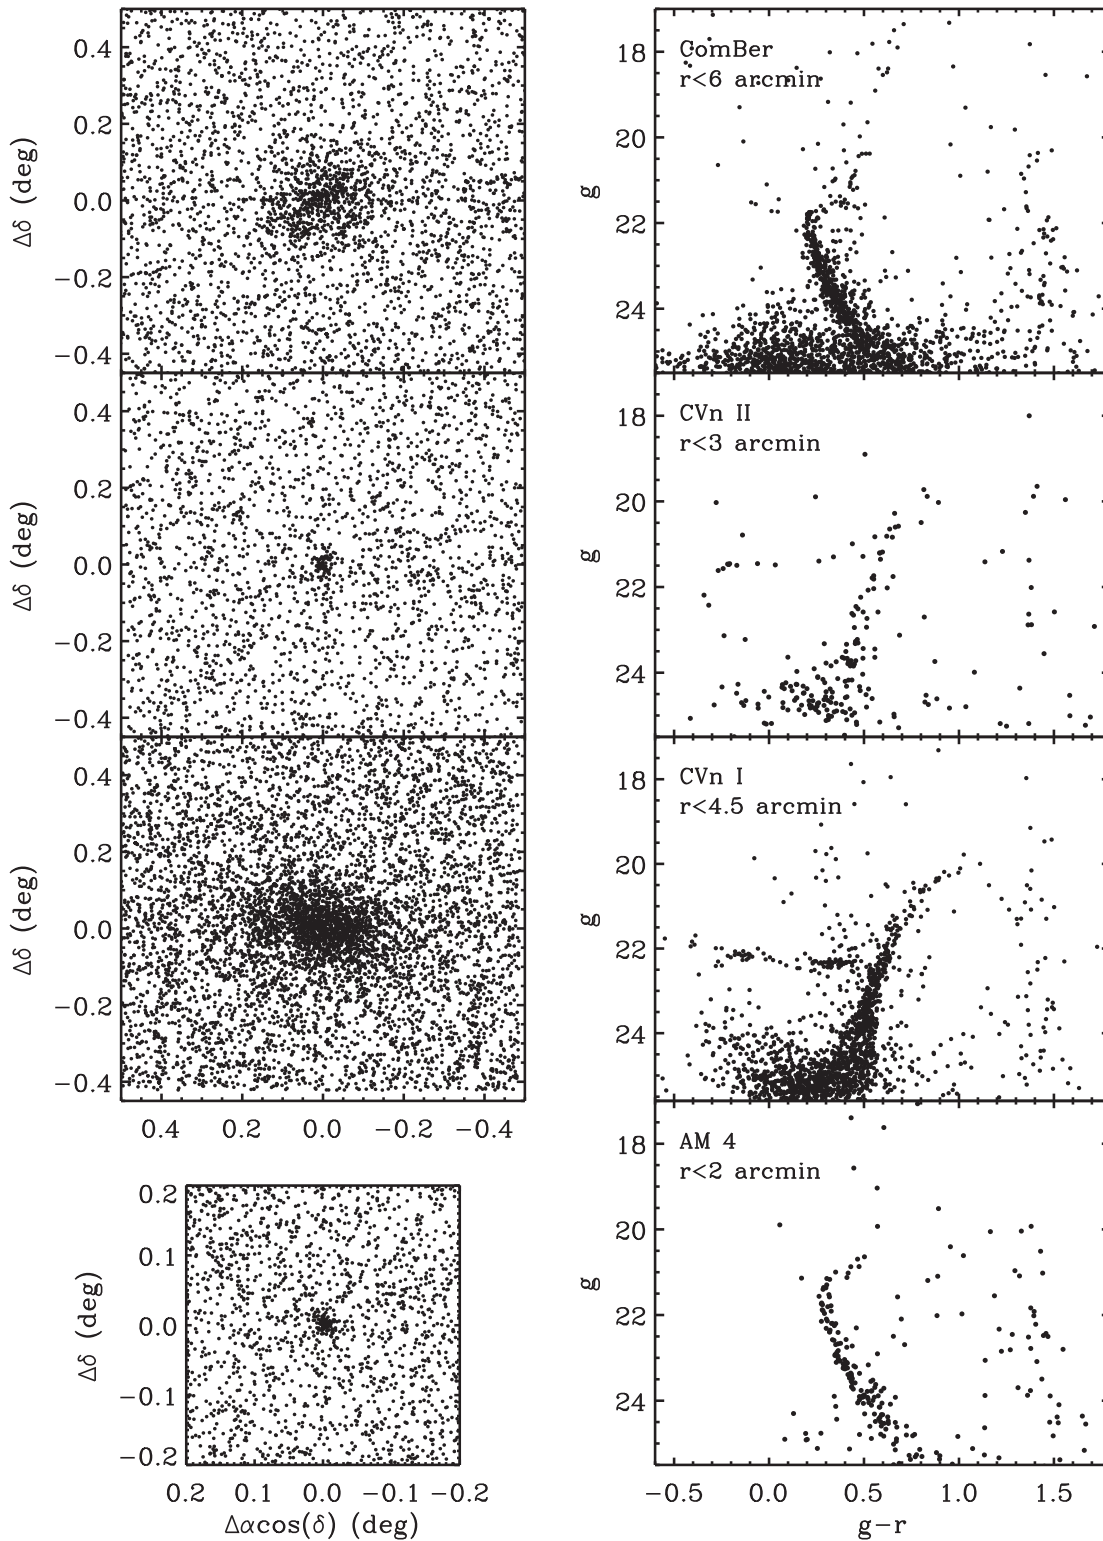 0.4
0.2
0.0
−0.2
−0.4
Δδ (deg)
ComBer
r<6 arcmin
18
20
22
24
g
0.4
0.2
0.0
−0.2
−0.4
Δδ (deg)
CVn II
r<3 arcmin
18
20
22
24
g
0.4
0.2
0.0
−0.2
−0.4
Δδ (deg)
0.4 0.2 0.0 −0.2 −0.4
CVn I
r<4.5 arcmin
18
20
22
24
g
0.2
0.1
0.0
−0.1
−0.2
Δδ (deg)
0.2 0.1 0.0 −0.1 −0.2
Δαcos(δ) (deg)
AM 4
r<2 arcmin
18
20
22
24
g
−0.5 0.0 0.5 1.0 1.5
g−r